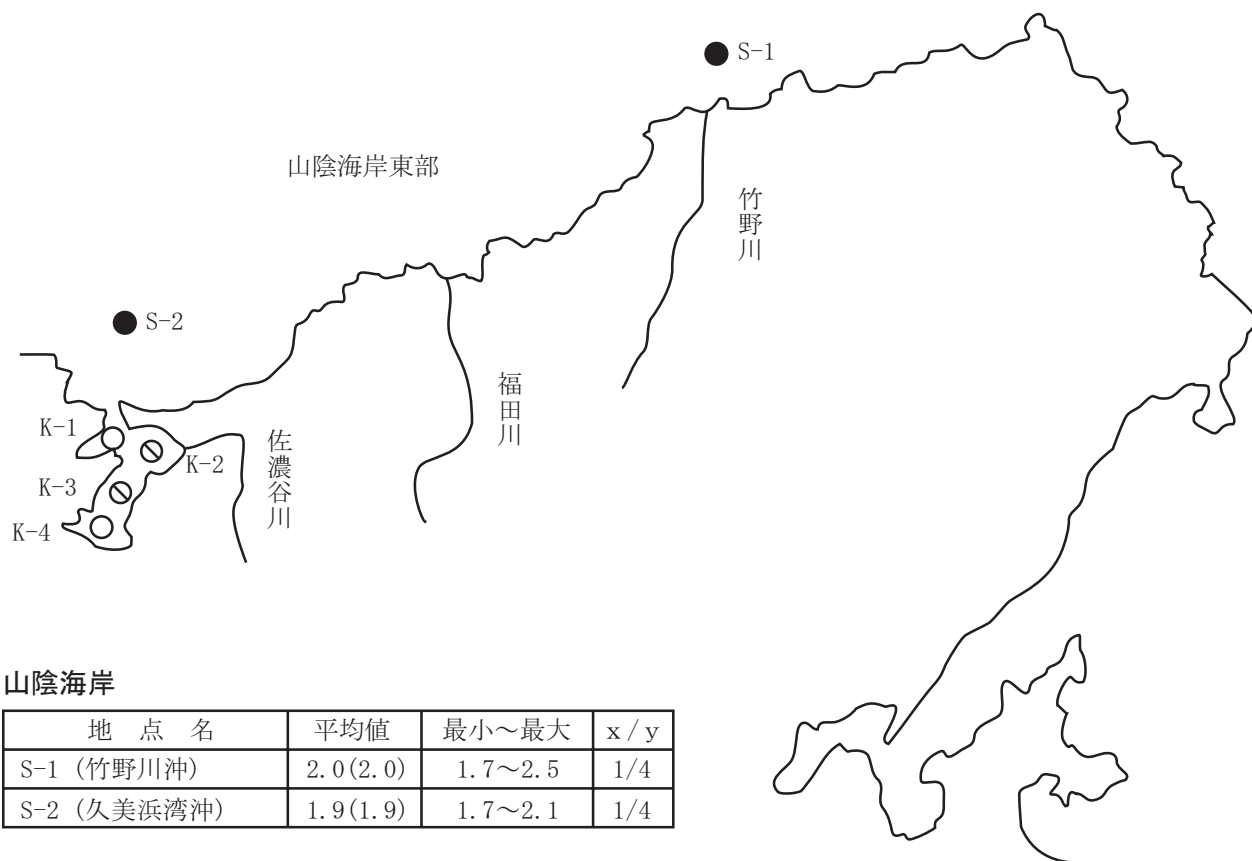 S-1
山陰海岸東部
竹野川
S-2
福田川
K-1
佐濃谷川
K-2
K-3
K-4
山陰海岸
地 点 名 平均値 最小～最大 x/y
S-1 (竹野川沖) 2.0(2.0) 1.7～2.5 1/4
S-2 (久美浜湾沖) 1.9(1.9) 1.7～2.1 1/4